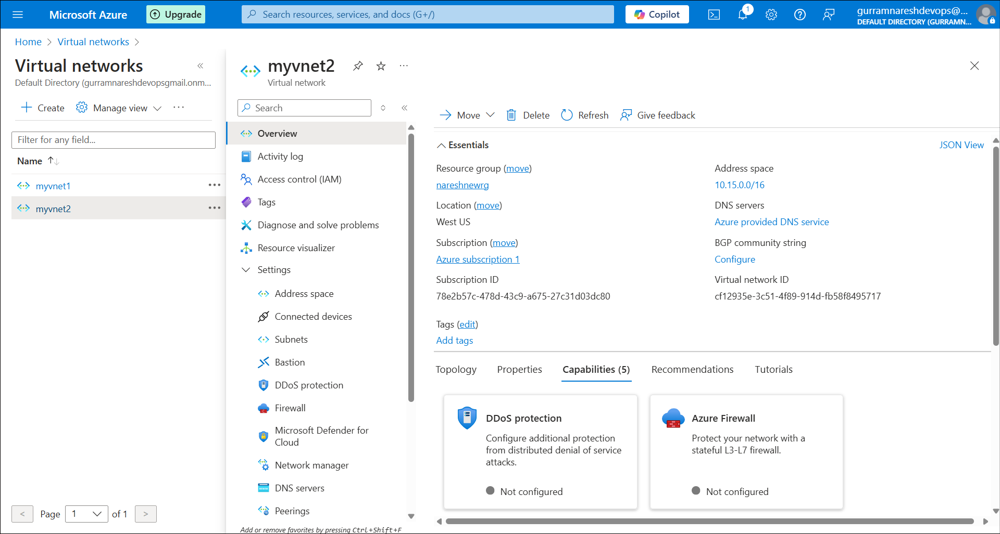 Microsoft Azure
Upgrade
Search resources, services, and docs (G+/)
Copilot
1
gurramnareshdevops@...
DEFAULT DIRECTORY (GURRAMN...
Home > Virtual networks >
Virtual networks
Default Directory (gurramnareshdevopsgmail.onm...
+ Create
Manage view
...
Filter for any field...
Name ↑↓
myvnet1
myvnet2
< Page 1 of 1 >
myvnet2
Virtual network
Search
Overview
Activity log
Access control (IAM)
Tags
Diagnose and solve problems
Resource visualizer
Settings
Address space
Connected devices
Subnets
Bastion
DDoS protection
Firewall
Microsoft Defender for
Cloud
Network manager
DNS servers
Peerings
Add or remove favorites by pressing Ctrl+Shift+F
Move
Delete
Refresh
Give feedback
Essentials
JSON View
Resource group (move)
nareshnewrg
Location (move)
West US
Subscription (move)
Azure subscription 1
Subscription ID
78e2b57c-478d-43c9-a675-27c31d03dc80
Address space
10.15.0.0/16
DNS servers
Azure provided DNS service
BGP community string
Configure
Virtual network ID
cf12935e-3c51-4f89-914d-fb58f8495717
Tags (edit)
Add tags
Topology
Properties
Capabilities (5)
Recommendations
Tutorials
DDoS protection
Configure additional protection
from distributed denial of service
attacks.
Not configured
Azure Firewall
Protect your network with a
stateful L3-L7 firewall.
Not configured